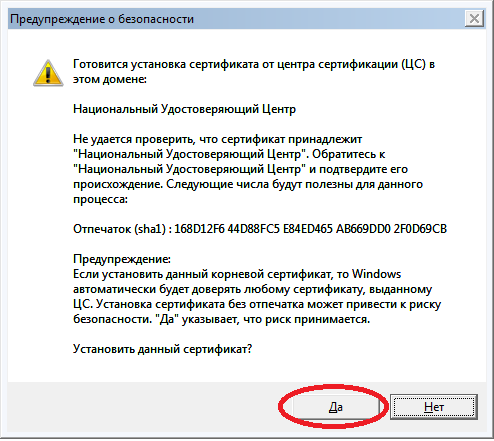 Предупреждение о безопасности
Готовится установка сертификата от центра сертификации (ЦС) в
этом домене:
Национальный Удостоверяющий Центр
Не удается проверить, что сертификат принадлежит
"Национальный Удостоверяющий Центр". Обратитесь к
"Национальный Удостоверяющий Центр" и подтвердите его
происхождение. Следующие числа будут полезны для данного
процесса:
Отпечаток (sha1) : 168D12F6 44D88FC5 E84ED465 AB669DD0 2F0D69CB
Предупреждение:
Если установить данный корневой сертификат, то Windows
автоматически будет доверять любому сертификату, выданному
ЦС. Установка сертификата без отпечатка может привести к риску
безопасности. "Да" указывает, что риск принимается.
Установить данный сертификат?
Да
Нет